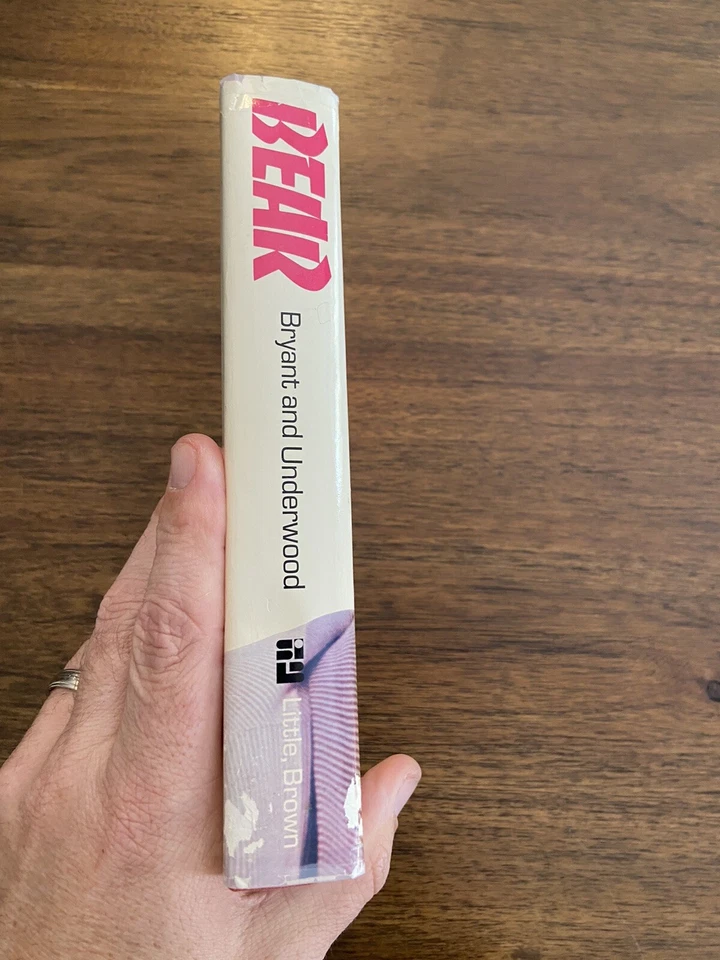 BEAR
Bryant and Underwood
Little, Brown